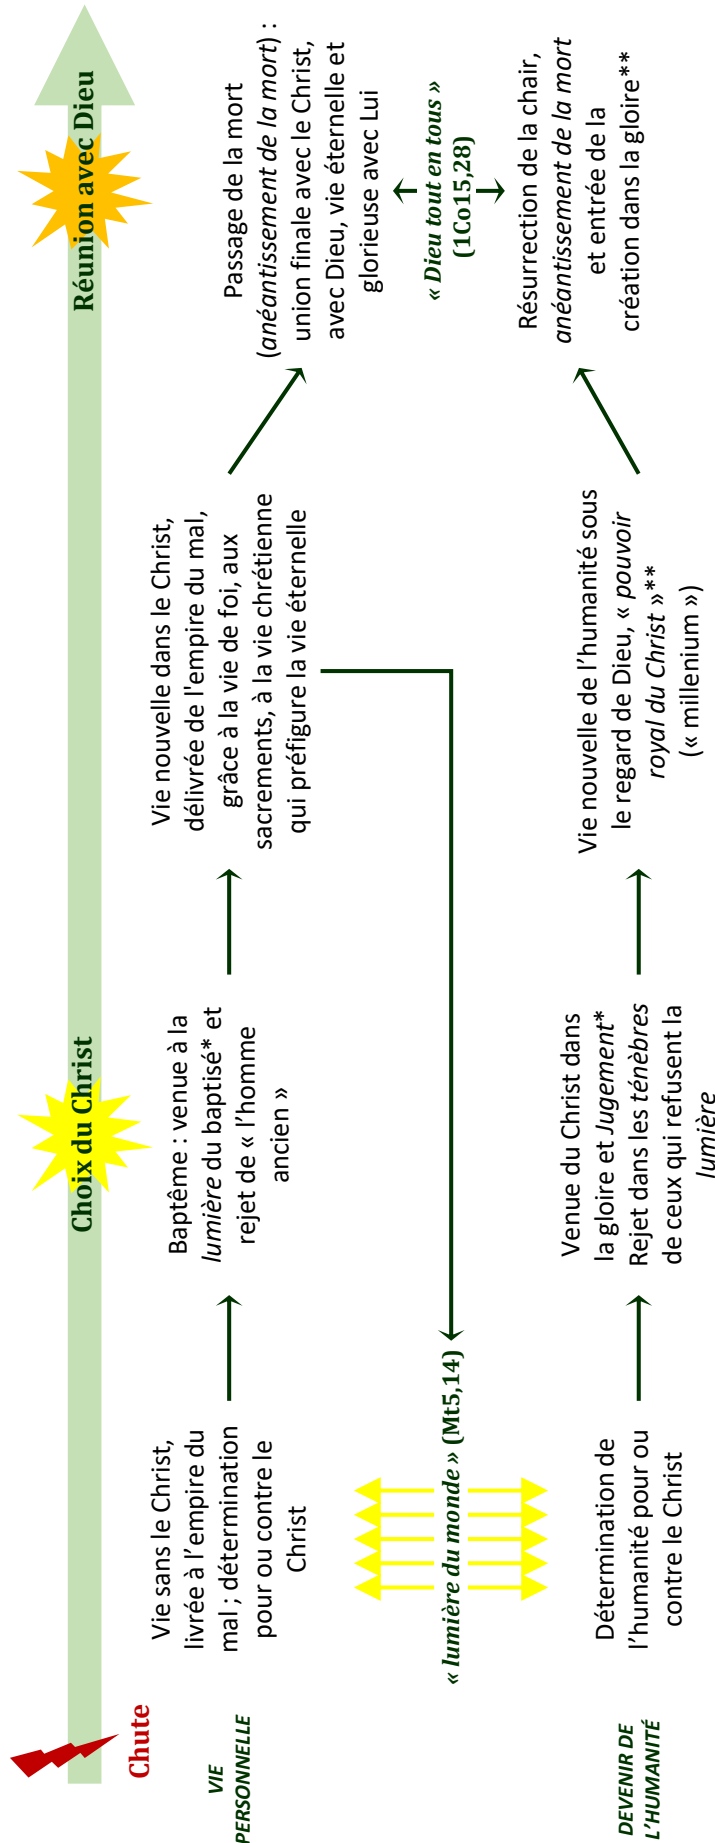 Chute
Choix du Christ
Réunion avec Dieu
VIE
PERSONNELLE
Vie sans le Christ,
livrée à l'empire du
mal ; détermination
pour ou contre le
Christ
Baptême : venue à la
lumière du baptisé* et
rejet de « l'homme
ancien »
Vie nouvelle dans le Christ,
délivrée de l'empire du mal,
grâce à la vie de foi, aux
sacrements, à la vie chrétienne
qui préfigure la vie éternelle
Passage de la mort
(anéantissement de la mort) :
union finale avec le Christ,
avec Dieu, vie éternelle et
glorieuse avec Lui
« lumière du monde » (Mt5,14)
« Dieu tout en tous »
(1Co15,28)
DEVENIR DE
L'HUMANITÉ
Détermination de
l'humanité pour ou
contre le Christ
Venue du Christ dans
la gloire et Jugement*
Rejet dans les ténèbres
de ceux qui refusent la
lumière
Vie nouvelle de l'humanité sous
le regard de Dieu, « pouvoir
royal du Christ »**
(« millenium »)
Résurrection de la chair,
anéantissement de la mort
et entrée de la
création dans la gloire**